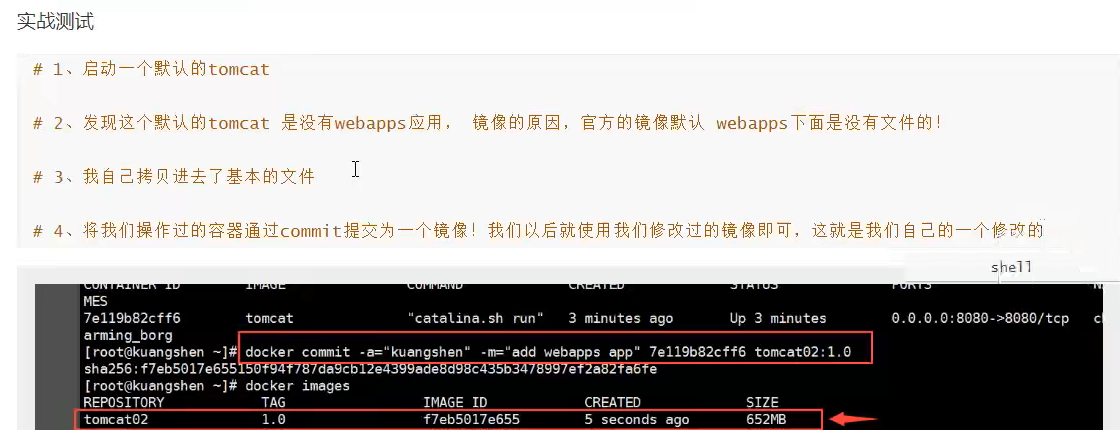 实战测试
# 1、启动一个默认的tomcat
# 2、发现这个默认的tomcat 是没有webapps应用， 镜像的原因，官方的镜像默认 webapps下面是没有文件的！
# 3、我自己拷贝进去了基本的文件
# 4、将我们操作过的容器通过commit提交为一个镜像！我们以后就使用我们修改过的镜像即可，这就是我们自己的一个修改的
shell
CONTAINER ID IMAGE COMMAND CREATED STATUS PORTS
MES
7e119b82cff6 tomcat "catalina.sh run" 3 minutes ago Up 3 minutes 0.0.0.0:8080->8080/tcp
arming_borg
[root@kuangshen ~]# docker commit -a="kuangshen" -m="add webapps app" 7e119b82cff6 tomcat02:1.0
sha256:f7eb5017e655150f94f787da9cb12e4399ade8d98c435b3478997ef2a82fa6fe
[root@kuangshen ~]# docker images
REPOSITORY TAG IMAGE ID CREATED SIZE
tomcat02 1.0 f7eb5017e655 5 seconds ago 652MB